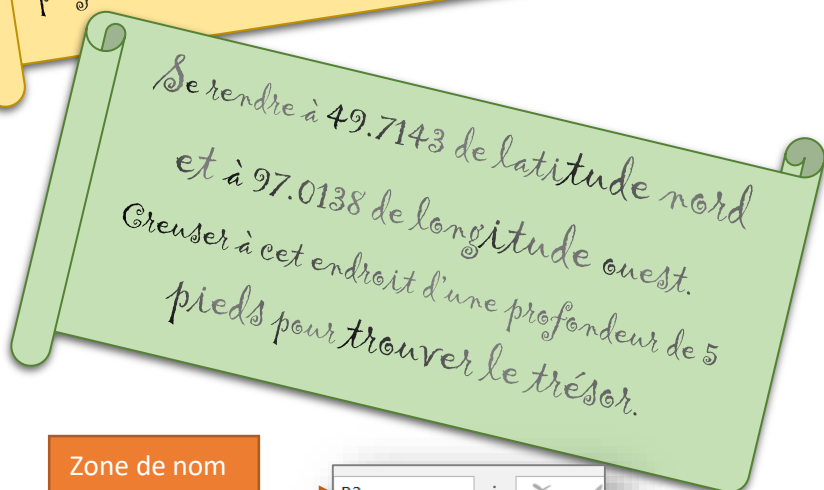 Se rendre à 49.7143 de latitude nord
et à 97.0138 de longitude ouest.
Creuser à cet endroit d'une profondeur de 5
pieds pour trouver le trésor.
Zone de nom